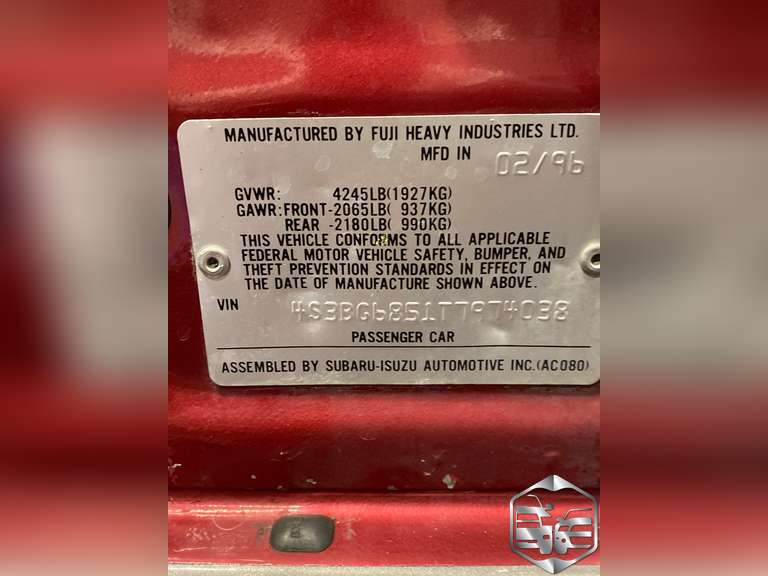 MANUFACTURED BY FUJI HEAVY INDUSTRIES LTD.
MFD IN 02/96
GVWR: 4245LB(1927KG)
GAWR:FRONT-2065LB( 937KG)
REAR -2180LB( 990KG)
THIS VEHICLE CONFORMS TO ALL APPLICABLE
FEDERAL MOTOR VEHICLE SAFETY, BUMPER, AND
THEFT PREVENTION STANDARDS IN EFFECT ON
THE DATE OF MANUFACTURE SHOWN ABOVE.
VIN 4S3BG6851T7974038
PASSENGER CAR
ASSEMBLED BY SUBARU-ISUZU AUTOMOTIVE INC.(AC080)